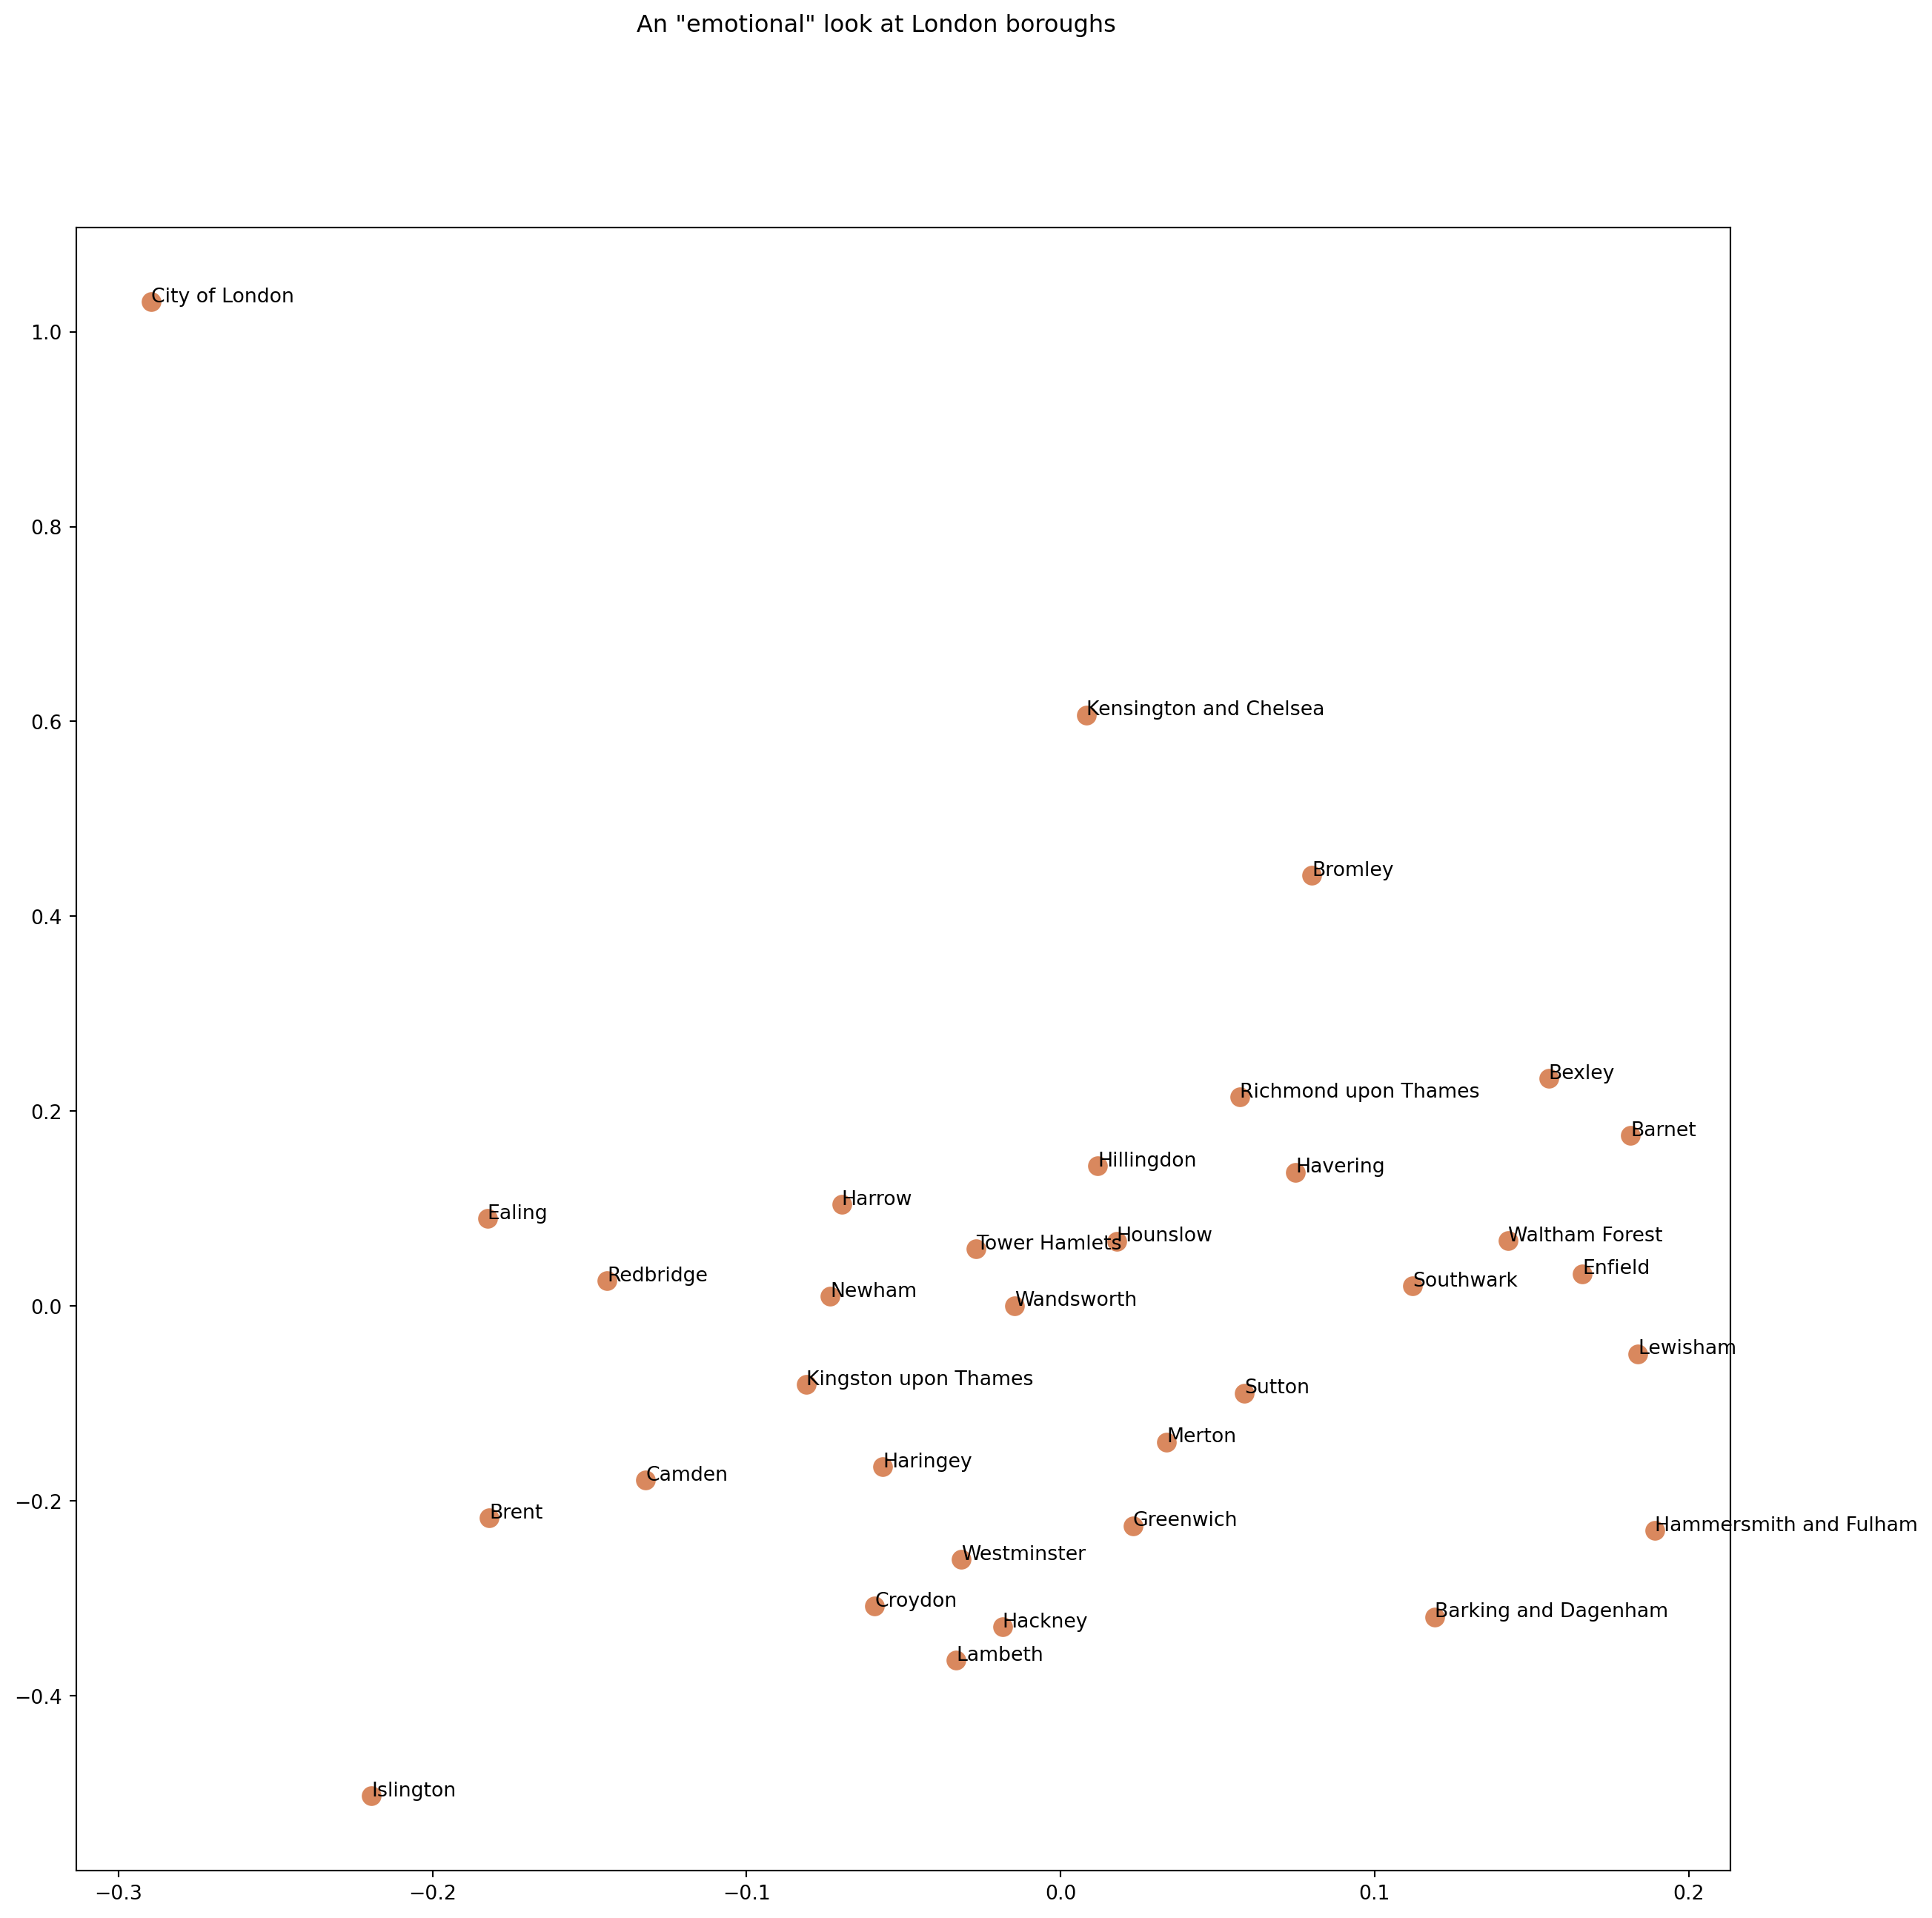 An "emotional" look at London boroughs
City of London
1.0
0.8
Kensington and Chelsea
0.6
Bromley
0.4
Bexley
Richmond upon Thames
0.2
Barnet
Hillingdon
Havering
Harrow
Ealing
Hounslow
Waltham Forest
Tower Hamlets
Enfield
Redbridge
Southwark
Newham
Wandsworth
0.0
Lewisham
Kingston upon Thames
Sutton
Merton
Haringey
Camden
−0.2
Brent
Greenwich
Hammersmith and Fulham
Westminster
Croydon
Barking and Dagenham
Hackney
Lambeth
−0.4
Islington
−0.3
−0.2
−0.1
0.0
0.1
0.2